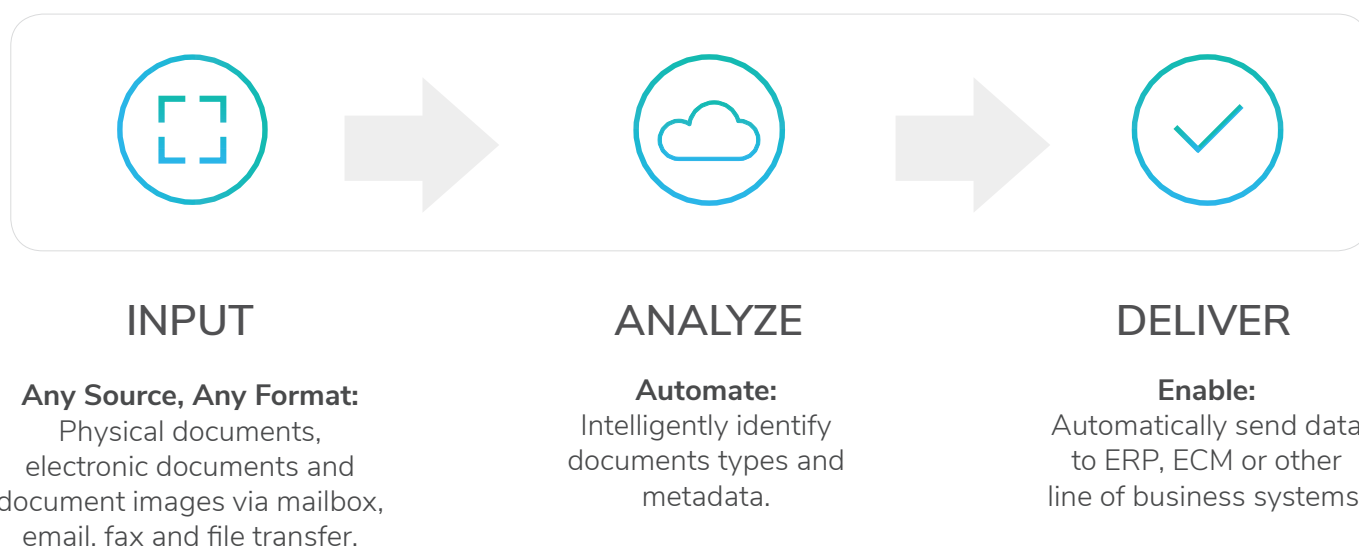 INPUT
Any Source, Any Format:
Physical documents,
electronic documents and
document images via mailbox,
email, fax and file transfer.
ANALYZE
Automate:
Intelligently identify
documents types and
metadata.
DELIVER
Enable:
Automatically send data
to ERP, ECM or other
line of business systems